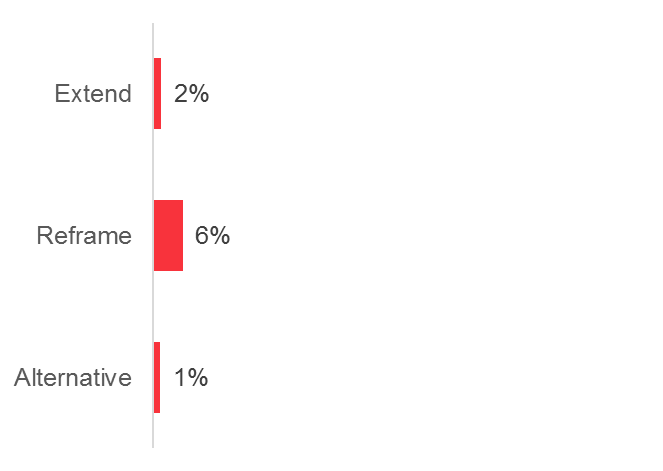 Extend 2%
Reframe 6%
Alternative 1%